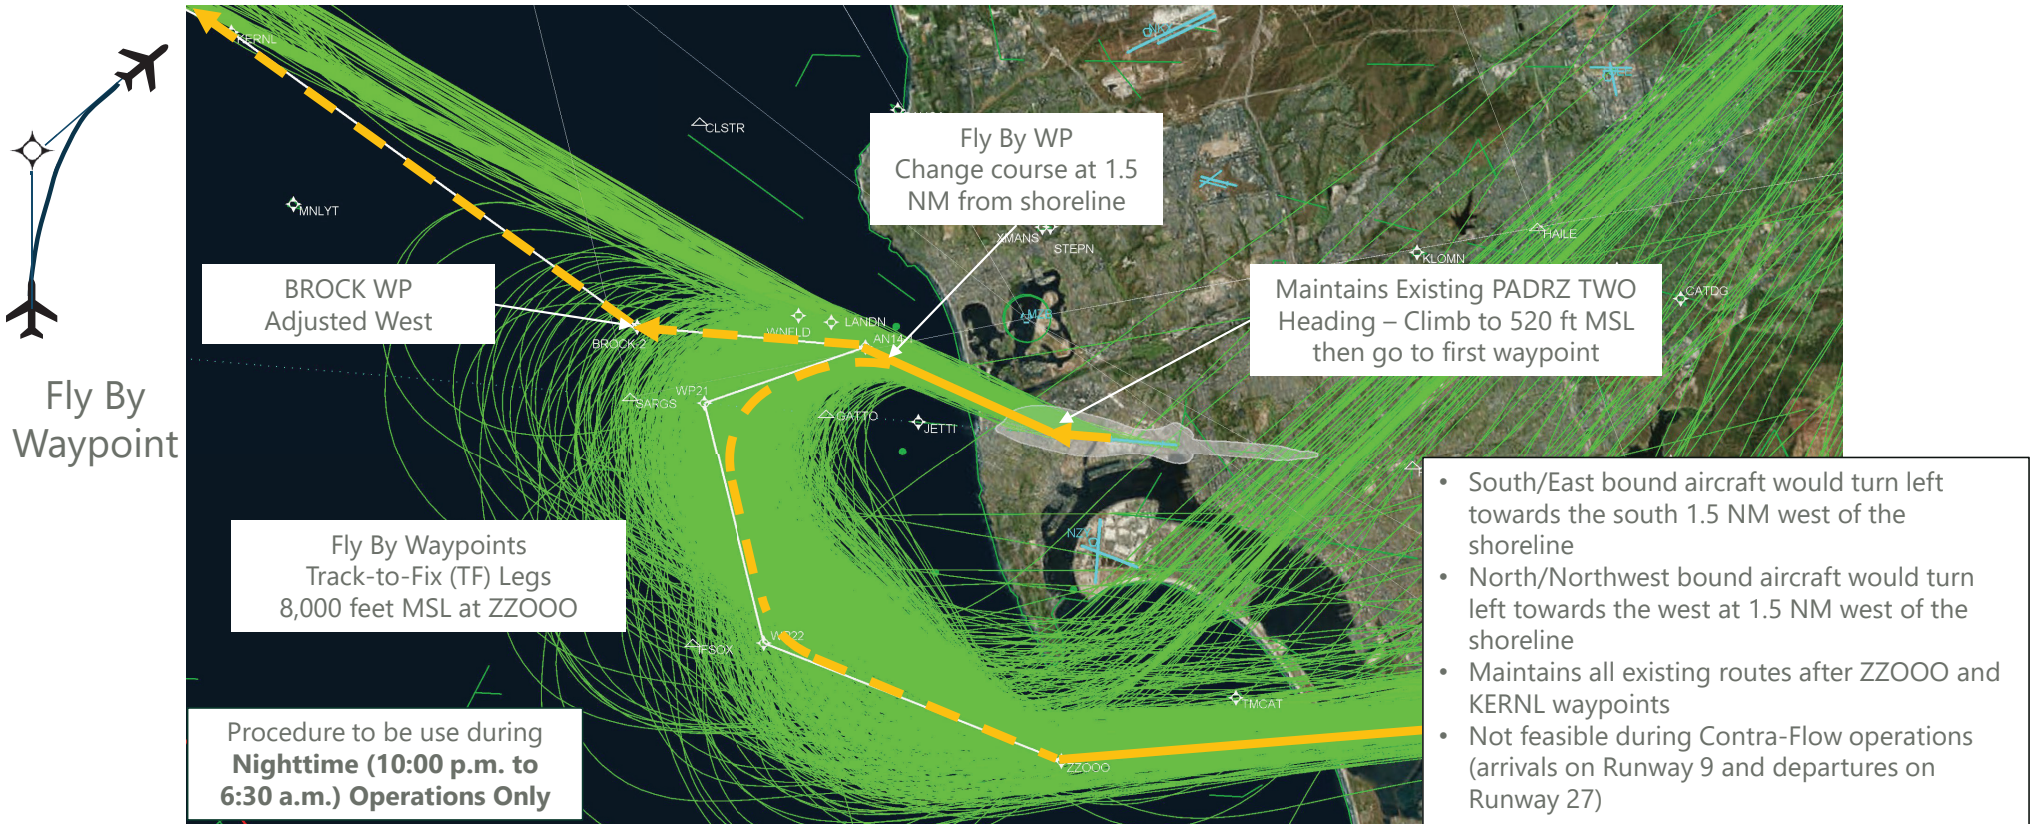 Fly By
Waypoint
KERNL
CLSTR
MNLYT
Fly By WP
Change course at 1.5
NM from shoreline
XMANS
STEPN
HAILE
KLOMN
CATDG
BROCK WP
Adjusted West
Maintains Existing PADRZ TWO
Heading – Climb to 520 ft MSL
then go to first waypoint
WNFLD
LANDN
BROCK-2
WP21
SARGS
GATTO
JETTI
Fly By Waypoints
Track-to-Fix (TF) Legs
8,000 feet MSL at ZZOOO
WP22
IFSOX
TMCAT
ZZOOO
Procedure to be use during
Nighttime (10:00 p.m. to
6:30 a.m.) Operations Only
• South/East bound aircraft would turn left
towards the south 1.5 NM west of the
shoreline
• North/Northwest bound aircraft would turn
left towards the west at 1.5 NM west of the
shoreline
• Maintains all existing routes after ZZOOO and
KERNL waypoints
• Not feasible during Contra-Flow operations
(arrivals on Runway 9 and departures on
Runway 27)